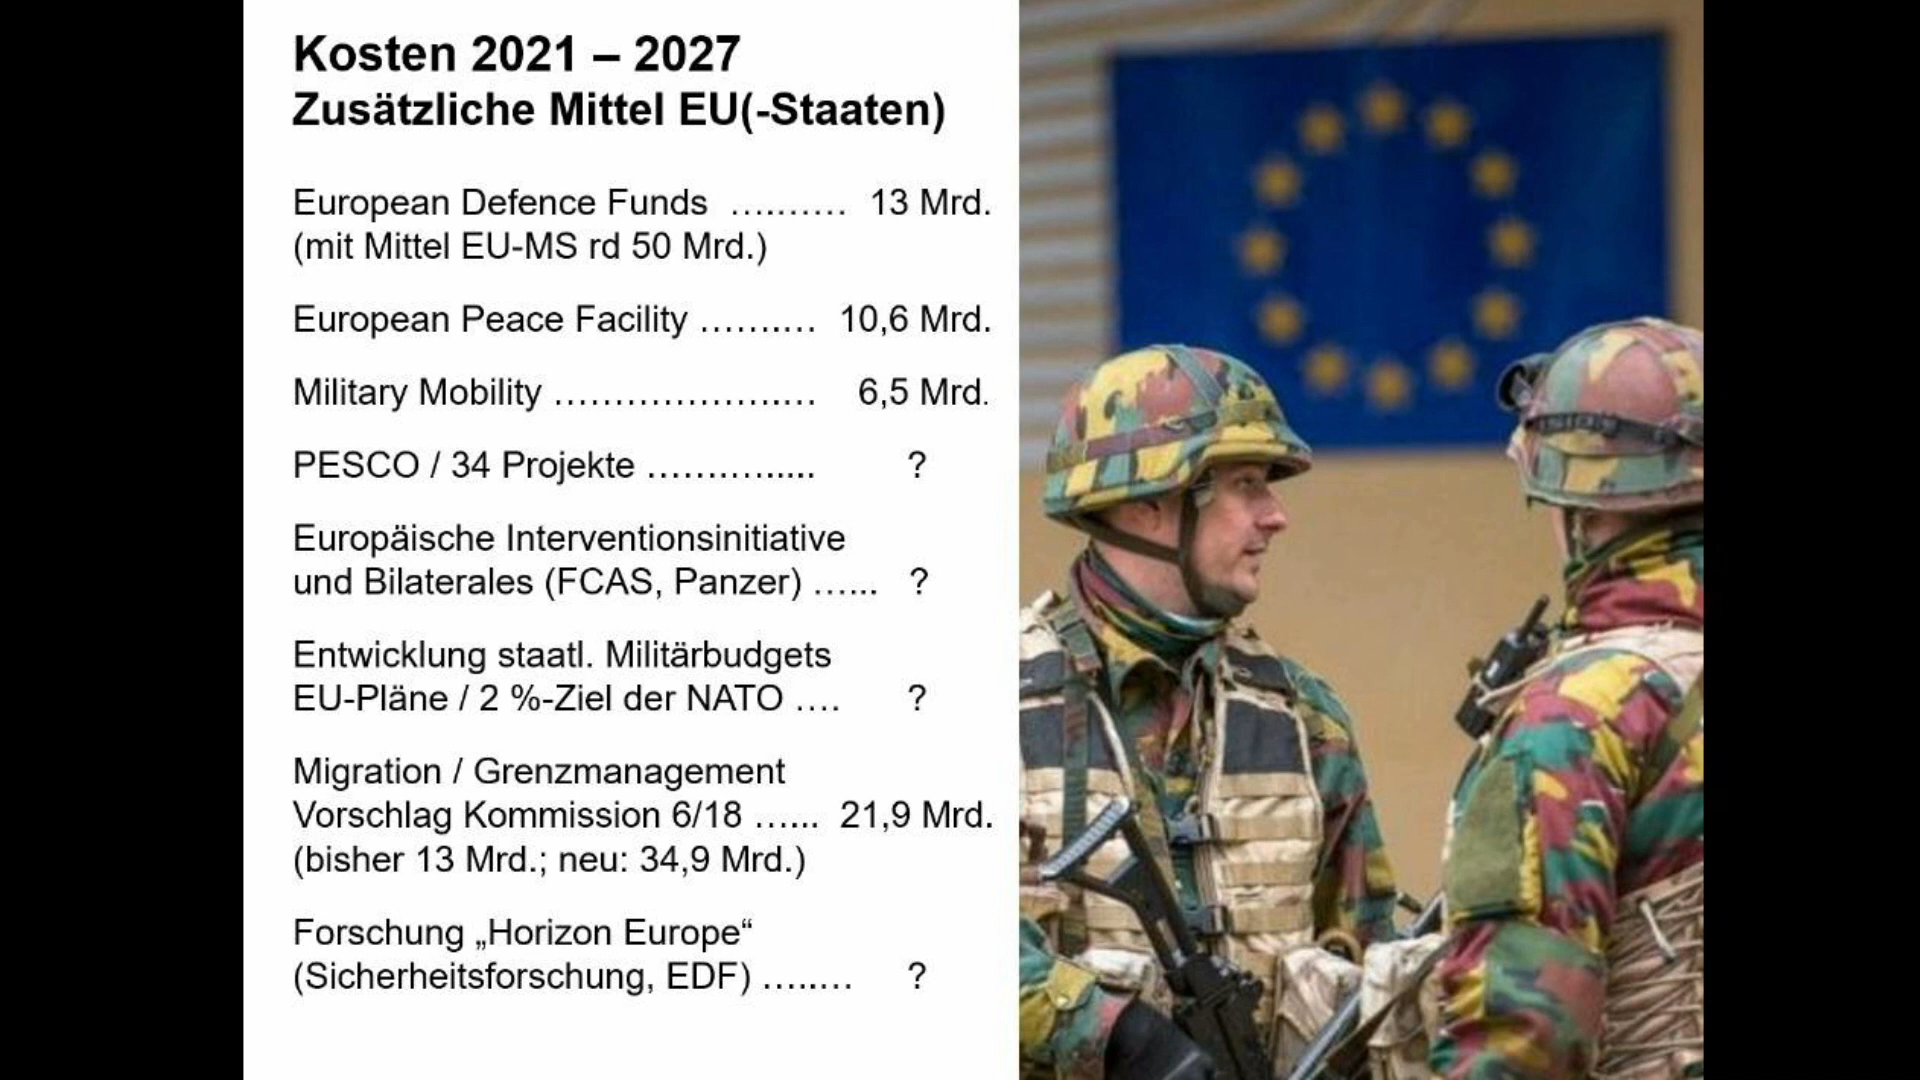 Kosten 2021 – 2027
Zusätzliche Mittel EU(-Staaten)
European Defence Funds ………. 13 Mrd.
(mit Mittel EU-MS rd 50 Mrd.)
European Peace Facility ……..… 10,6 Mrd.
Military Mobility ………………….… 6,5 Mrd.
PESCO / 34 Projekte ……….…..... ?
Europäische Interventionsinitiative
und Bilaterales (FCAS, Panzer) …... ?
Entwicklung staatl. Militärbudgets
EU-Pläne / 2 %-Ziel der NATO …. ?
Migration / Grenzmanagement
Vorschlag Kommission 6/18 …... 21,9 Mrd.
(bisher 13 Mrd.; neu: 34,9 Mrd.)
Forschung „Horizon Europe“
(Sicherheitsforschung, EDF) …..… ?